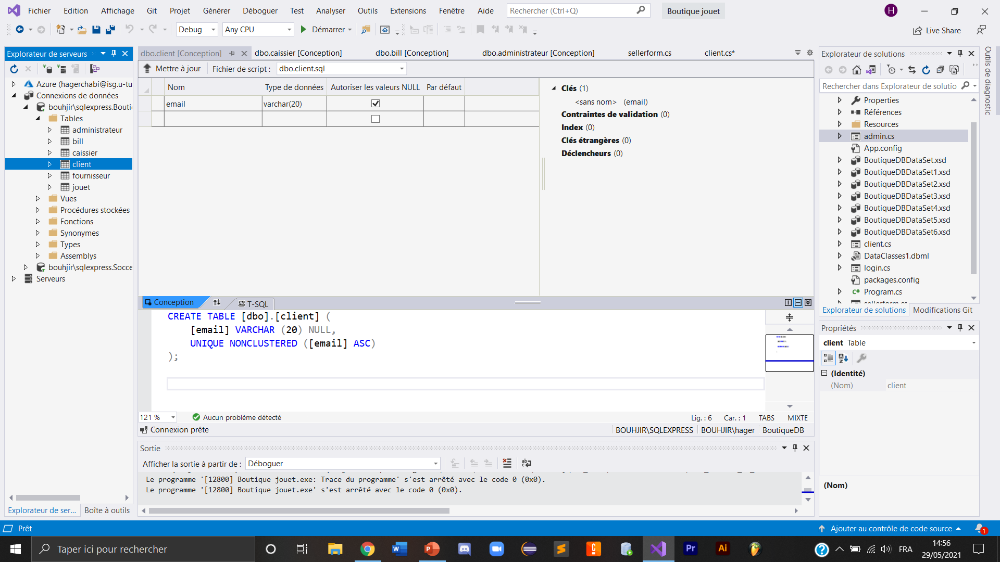 Fichier Edition Affichage Git Projet Générer Déboguer Test Analyser Outils Extensions Fenêtre Aide Rechercher (Ctrl+Q) Boutique jouet H
Debug Any CPU Démarrer Live Share
Explorateur de serveurs
Azure (hagerchabi@isg.u-tu
Connexions de données
bouhjir\sqlexpress.Bouti
Tables
administrateur
bill
caissier
client
fournisseur
jouet
Vues
Procédures stockées
Fonctions
Synonymes
Types
Assemblys
bouhjir\sqlexpress.Socce
Serveurs
Explorateur de ser... Boîte à outils
dbo.client [Conception] dbo.caissier [Conception] dbo.bill [Conception] dbo.administrateur [Conception] sellerform.cs client.cs*
Mettre à jour Fichier de script : dbo.client.sql
Nom Type de données Autoriser les valeurs NULL Par défaut
email varchar(20)
Clés (1)
<sans nom> (email)
Contraintes de validation (0)
Index (0)
Clés étrangères (0)
Déclencheurs (0)
Conception T-SQL
CREATE TABLE [dbo].[client] (
[email] VARCHAR (20) NULL,
UNIQUE NONCLUSTERED ([email] ASC)
);
121 % Aucun problème détecté Lig. : 6 Car. : 1 TABS MIXTE
Connexion prête BOUHJIR\SQLEXPRESS BOUHJIR\hager BoutiqueDB
Sortie
Afficher la sortie à partir de : Déboguer
Le programme '[12800] Boutique jouet.exe: Trace du programme' s'est arrêté avec le code 0 (0x0).
Le programme '[12800] Boutique jouet.exe' s'est arrêté avec le code 0 (0x0).
Explorateur de solutions
Rechercher dans Explorateur de solutio
Properties
Références
Resources
admin.cs
App.config
BoutiqueDBDataSet.xsd
BoutiqueDBDataSet1.xsd
BoutiqueDBDataSet2.xsd
BoutiqueDBDataSet3.xsd
BoutiqueDBDataSet4.xsd
BoutiqueDBDataSet5.xsd
BoutiqueDBDataSet6.xsd
client.cs
DataClasses1.dbml
login.cs
packages.config
C# Program.cs
sellerform.cs
Explorateur de solutions Modifications Git
Propriétés
client Table
(Identité)
(Nom) client
(Nom)
Outils de diagnostic
Prêt Ajouter au contrôle de code source 1
Taper ici pour rechercher FRA 14:56
29/05/2021